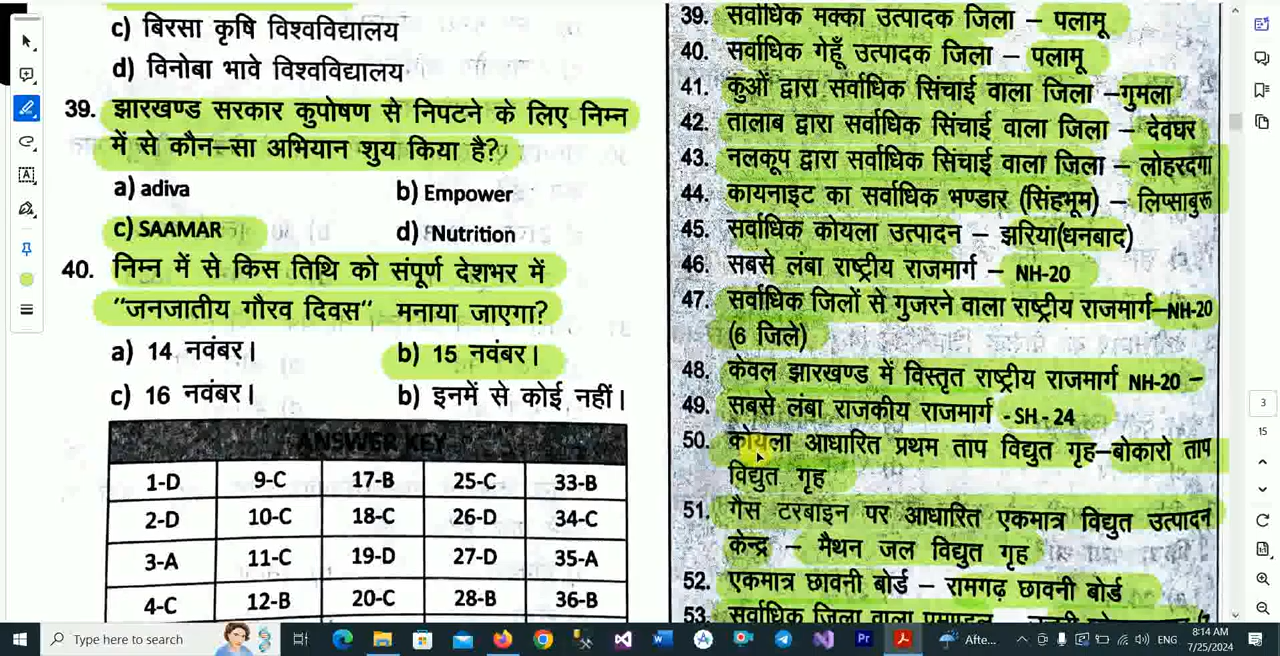 c) बिरसा कृषि विश्वविद्यालय
d) विनोबा भावे विश्वविद्यालय
39. झारखण्ड सरकार कुपोषण से निपटने के लिए निम्न
में से कौन–सा अभियान शुय किया है?
a) adiva b) Empower
c) SAAMAR d) Nutrition
40. निम्न में से किस तिथि को संपूर्ण देशभर में
“जनजातीय गौरव दिवस” मनाया जाएगा?
a) 14 नवंबर। b) 15 नवंबर।
c) 16 नवंबर। b) इनमें से कोई नहीं।
ANSWER KEY
1-D 9-C 17-B 25-C 33-B
2-D 10-C 18-C 26-D 34-C
3-A 11-C 19-D 27-D 35-A
4-C 12-B 20-C 28-B 36-B
39. सर्वाधिक मक्का उत्पादक जिला – पलामू
40. सर्वाधिक गेहूँ उत्पादक जिला – पलामू
41. कुओं द्वारा सर्वाधिक सिंचाई वाला जिला –गुमला
42. तालाब द्वारा सर्वाधिक सिंचाई वाला जिला – देवघर
43. नलकूप द्वारा सर्वाधिक सिंचाई वाला जिला – लोहरदगा
44. कायनाइट का सर्वाधिक भण्डार (सिंहभूम) – लिप्साबुरू
45. सर्वाधिक कोयला उत्पादन – झरिया(धनबाद)
46. सबसे लंबा राष्ट्रीय राजमार्ग – NH-20
47. सर्वाधिक जिलों से गुजरने वाला राष्ट्रीय राजमार्ग–NH-20
(6 जिले)
48. केवल झारखण्ड में विस्तृत राष्ट्रीय राजमार्ग NH-20 –
49. सबसे लंबा राजकीय राजमार्ग -SH-24
50. कोयला आधारित प्रथम ताप विद्युत गृह–बोकारो ताप
विद्युत गृह
51. गैस टरबाइन पर आधारित एकमात्र विद्युत उत्पादन
केन्द्र – मैथन जल विद्युत गृह
52. एकमात्र छावनी बोर्ड – रामगढ़ छावनी बोर्ड
53. सर्वाधिक जिला वाला
3
15
Type here to search
Afte...
ENG
8:14 AM
7/25/2024